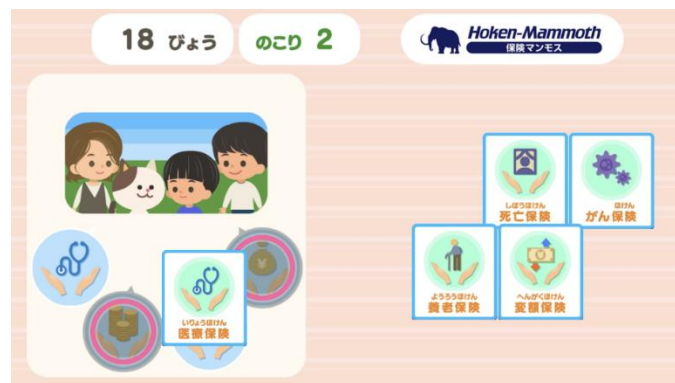 18 びょう
のこり 2
Hoken-Mammoth
保険マンモス
しぼうほけん
死亡保険
ほけん
がん保険
ようろうほけん
養老保険
へんがくほけん
変額保険
いりょうほけん
医療保険